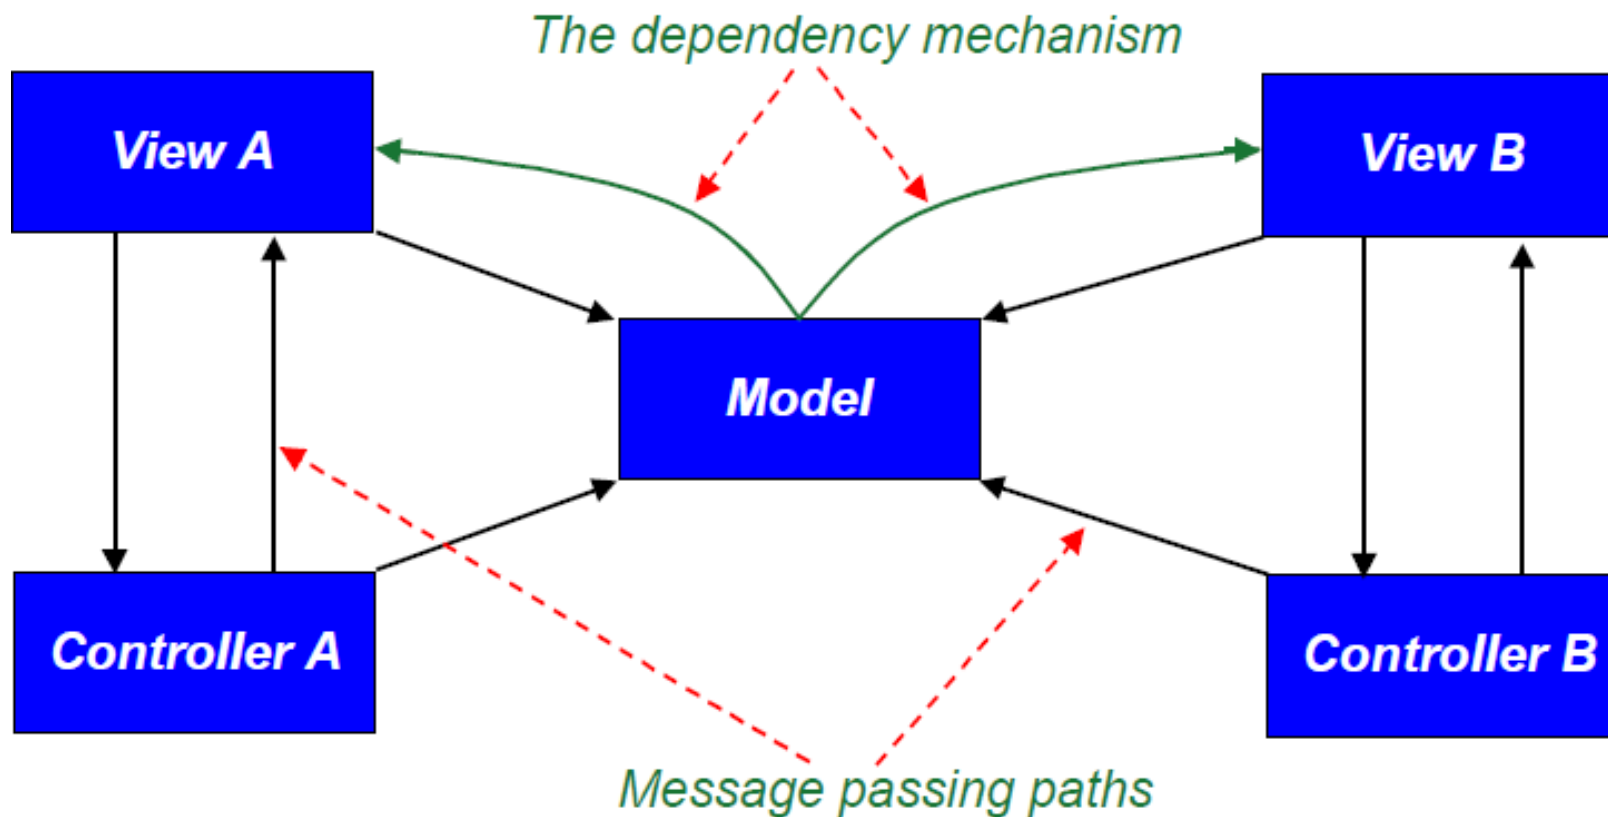 The dependency mechanism
View A
View B
Model
Controller A
Controller B
Message passing paths